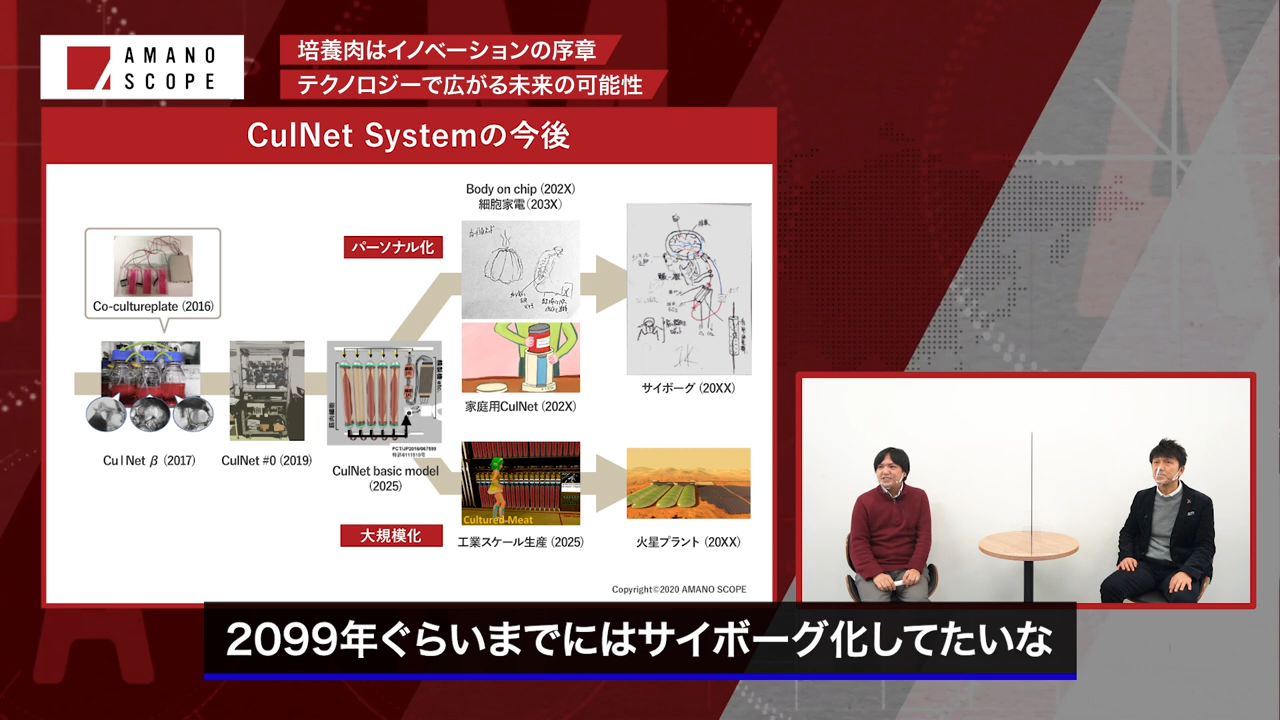 AMANO
SCOPE
培養肉はイノベーションの序章
テクノロジーで広がる未来の可能性
CulNet Systemの今後
Body on chip (202X)
細胞家電(203X)
パーソナル化
Co-cultureplate (2016)
サイボーグ (20XX)
家庭用CulNet (202X)
CulNet β (2017)
CulNet #0 (2019)
CulNet basic model
(2025)
Cultured Meat
大規模化
工業スケール生産 (2025)
火星プラント (20XX)
Copyright©2020 AMANO SCOPE
2099年ぐらいまでにはサイボーグ化してたいな